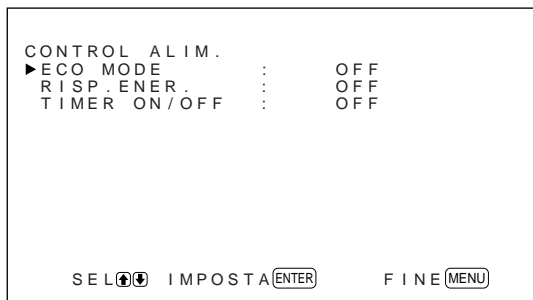 CONTROL ALIM.
▶ECO MODE : OFF
RISP.ENER. : OFF
TIMER ON/OFF : OFF
SEL🠅🠇 IMPOSTA ENTER FINE MENU